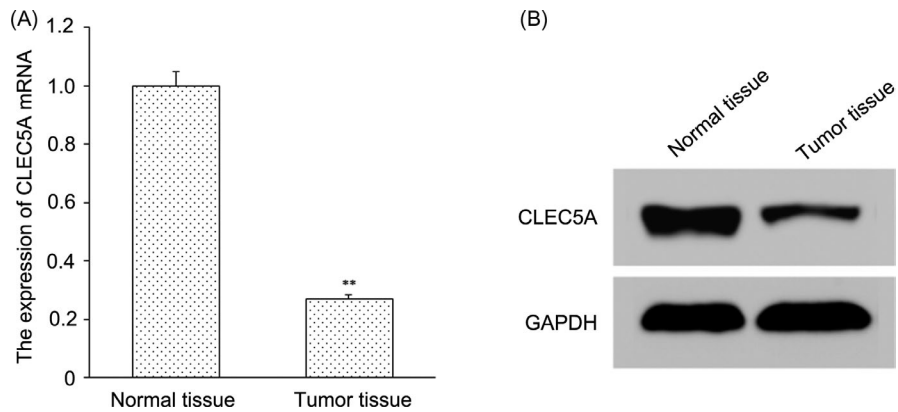 (A)
The expression of CLEC5A mRNA
1.2
1.0
0.8
0.6
0.4
0.2
0
**
Normal tissue Tumor tissue
(B)
Normal tissue
Tumor tissue
CLEC5A
GAPDH